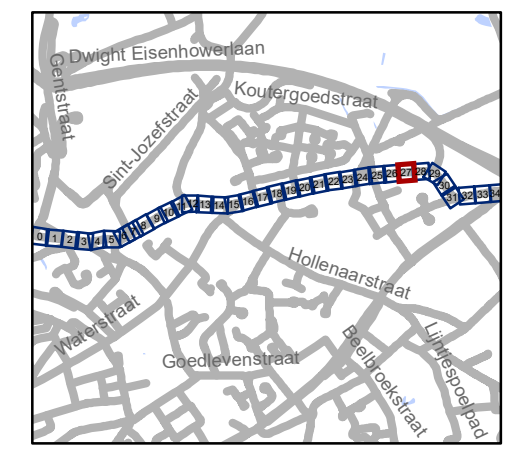 Dwight Eisenhowerlaan
Gentstraat
Koutergoedstraat
Sint-Jozefstraat
0 1 2 3 4 5 6 7 8 9 10 11 12 13 14 15 16 17 18 19 20 21 22 23 24 25 26 27 28 29 30 31 32 33 34
Hollenaarstraat
Waterstraat
Goedlevenstraat
Beelbroekstraat
Lijntjespoelpad